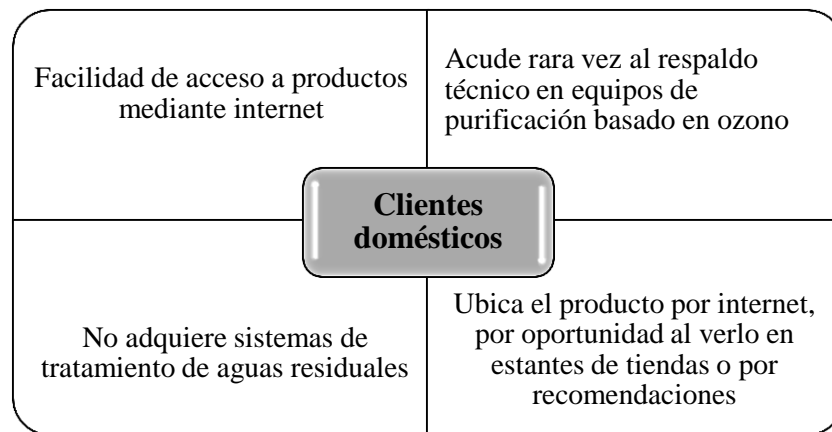 Facilidad de acceso a productos
mediante internet
Acude rara vez al respaldo
técnico en equipos de
purificación basado en ozono
Clientes
domésticos
No adquiere sistemas de
tratamiento de aguas residuales
Ubica el producto por internet,
por oportunidad al verlo en
estantes de tiendas o por
recomendaciones